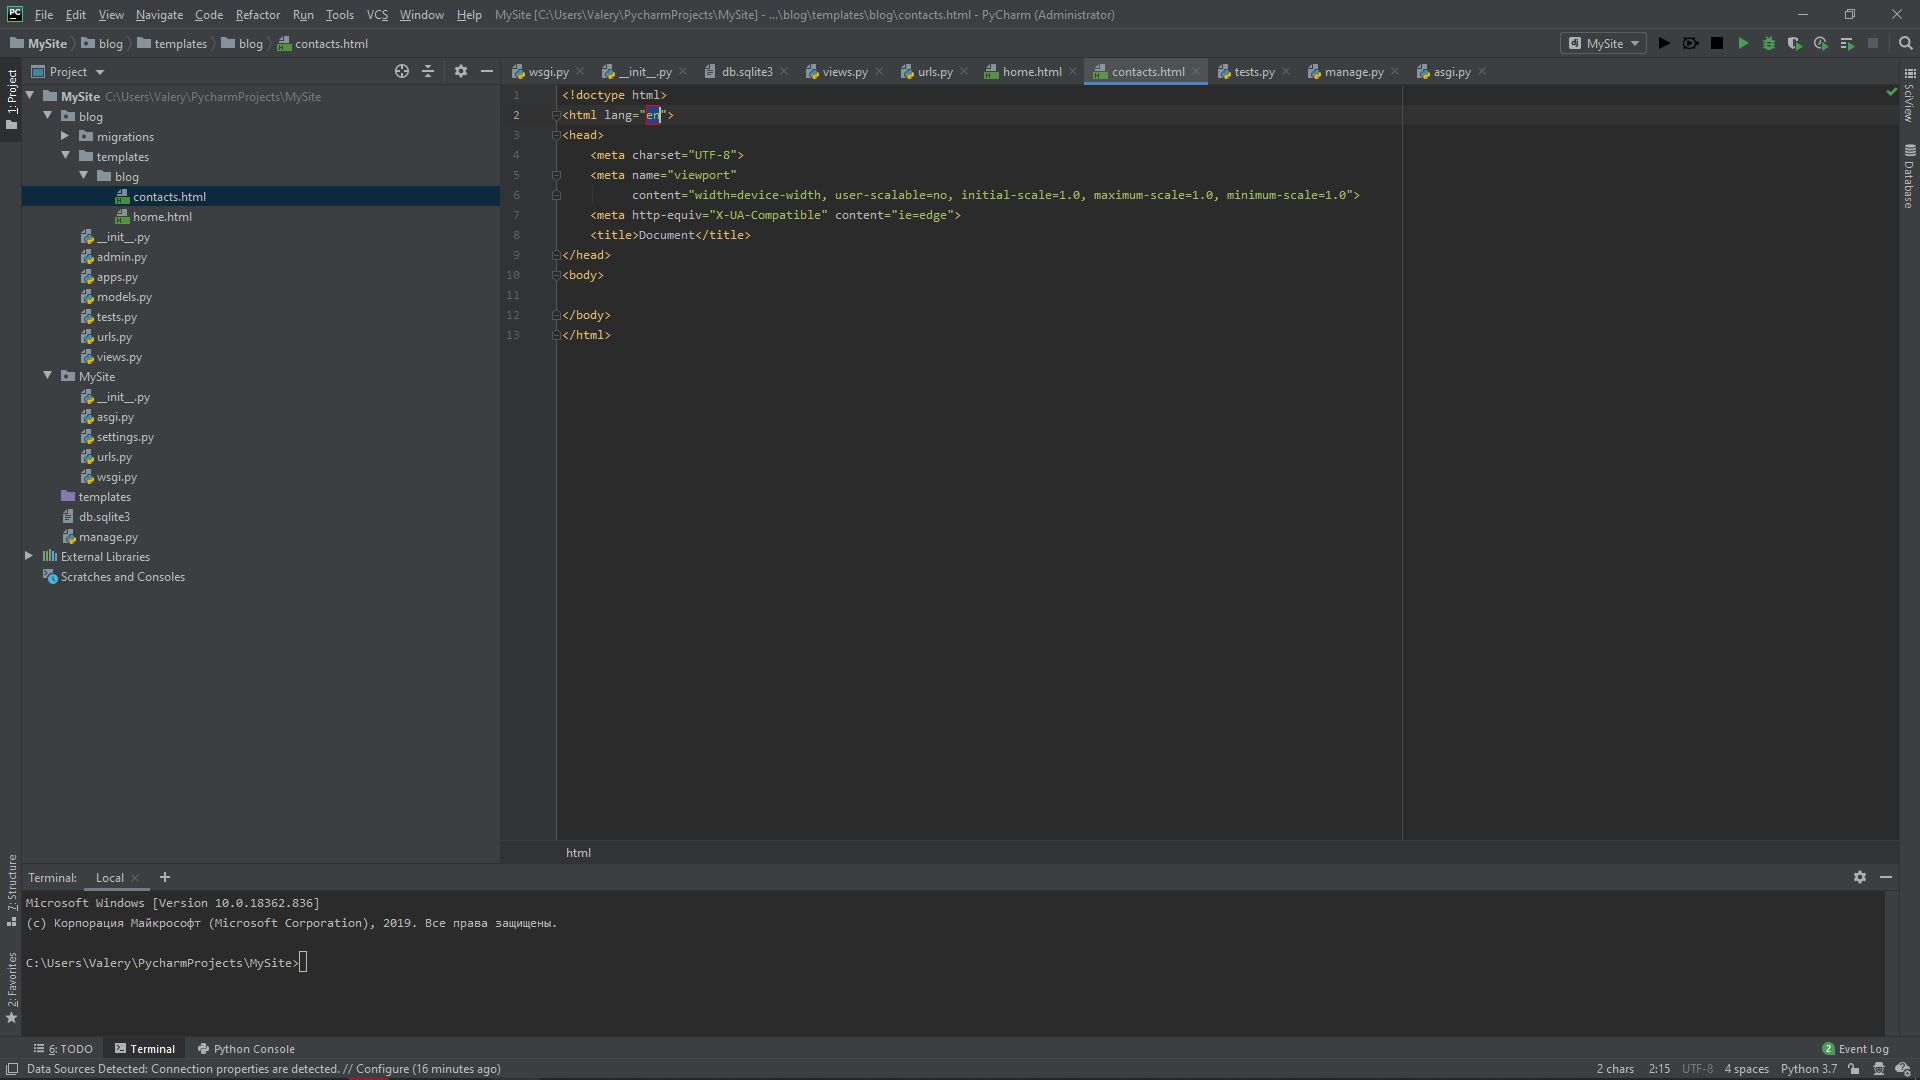 PC File Edit View Navigate Code Refactor Run Tools VCS Window Help MySite [C:\Users\Valery\PycharmProjects\MySite] - ...\blog\templates\blog\contacts.html - PyCharm (Administrator)
MySite blog templates blog contacts.html
dj MySite
1: Project
Project
wsgi.py __init__.py db.sqlite3 views.py urls.py home.html contacts.html tests.py manage.py asgi.py
MySite C:\Users\Valery\PycharmProjects\MySite
blog
migrations
templates
blog
contacts.html
home.html
__init__.py
admin.py
apps.py
models.py
tests.py
urls.py
views.py
MySite
__init__.py
asgi.py
settings.py
urls.py
wsgi.py
templates
db.sqlite3
manage.py
External Libraries
Scratches and Consoles
1 <!doctype html>
2 <html lang="en">
3 <head>
4 <meta charset="UTF-8">
5 <meta name="viewport"
6 content="width=device-width, user-scalable=no, initial-scale=1.0, maximum-scale=1.0, minimum-scale=1.0">
7 <meta http-equiv="X-UA-Compatible" content="ie=edge">
8 <title>Document</title>
9 </head>
10 <body>
11
12 </body>
13 </html>
html
SciView
Database
7: Structure
2: Favorites
Terminal: Local +
Microsoft Windows [Version 10.0.18362.836]
(c) Корпорация Майкрософт (Microsoft Corporation), 2019. Все права защищены.
C:\Users\Valery\PycharmProjects\MySite>
6: TODO Terminal Python Console
2 Event Log
Data Sources Detected: Connection properties are detected. // Configure (16 minutes ago)
2 chars 2:15 UTF-8 4 spaces Python 3.7